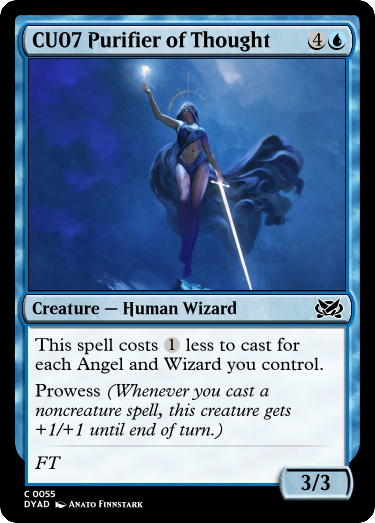 CU07 Purifier of Thought 4
Creature — Human Wizard
This spell costs 1 less to cast for
each Angel and Wizard you control.
Prowess (Whenever you cast a
noncreature spell, this creature gets
+1/+1 until end of turn.)
FT
3/3
C 0055
DYAD Anato Finnstark